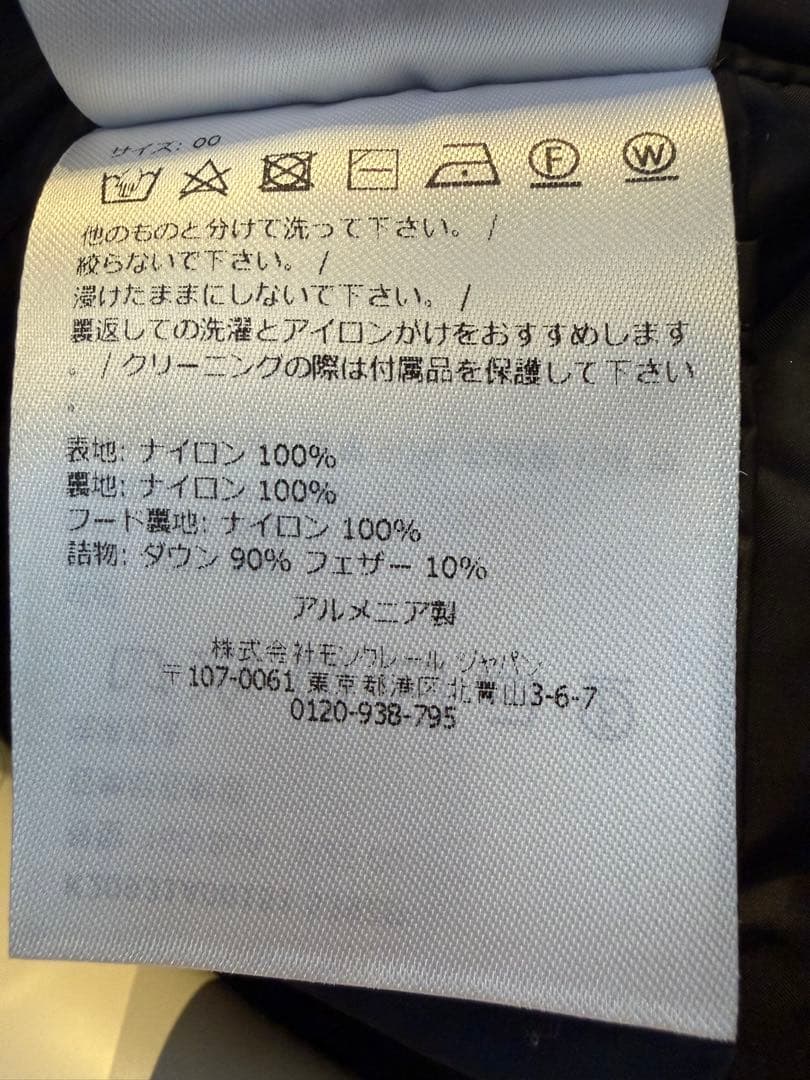 サイズ: 00
F W
他のものと分けて洗って下さい。 /
絞らないで下さい。 /
浸けたままにしないで下さい。 /
裏返しての洗濯とアイロンがけをおすすめします
。 / クリーニングの際は付属品を保護して下さい
。
表地: ナイロン 100%
裏地: ナイロン 100%
フード裏地: ナイロン 100%
詰物: ダウン 90% フェザー 10%
アルメニア製
株式会社モンクレール ジャパン
〒107-0061 東京都港区北青山3-6-7
0120-938-795